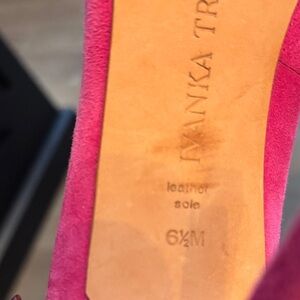 IVANKA TR
leather
sole
6½M